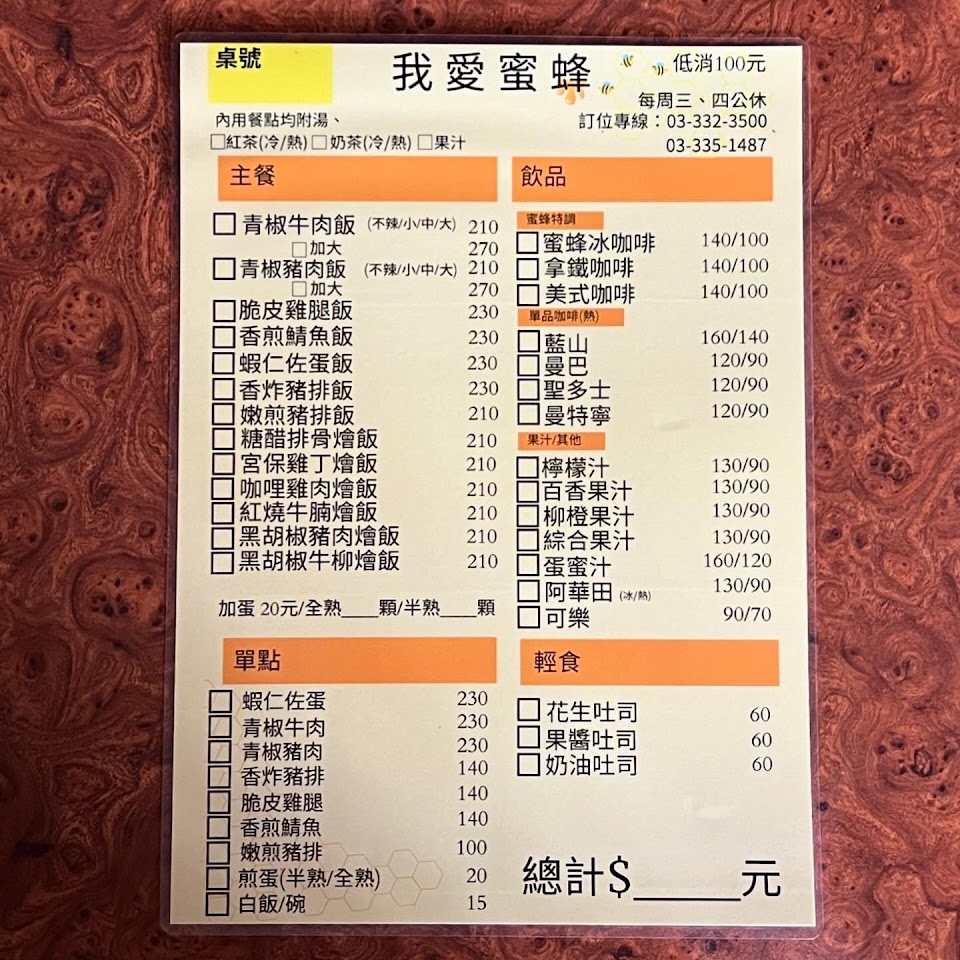 桌號
我愛蜜蜂
低消100元
每周三、四公休
訂位專線：03-332-3500
03-335-1487
內用餐點均附湯、
□紅茶(冷/熱) □奶茶(冷/熱) □果汁
主餐
□ 青椒牛肉飯 (不辣/小/中/大) 210
□加大 270
□ 青椒豬肉飯 (不辣/小/中/大) 210
□加大 270
□ 脆皮雞腿飯 230
□ 香煎鯖魚飯 230
□ 蝦仁佐蛋飯 230
□ 香炸豬排飯 230
□ 嫩煎豬排飯 210
□ 糖醋排骨燴飯 210
□ 宮保雞丁燴飯 210
□ 咖哩雞肉燴飯 210
□ 紅燒牛腩燴飯 210
□ 黑胡椒豬肉燴飯 210
□ 黑胡椒牛柳燴飯 210
加蛋 20元/全熟____顆/半熟____顆
單點
□ 蝦仁佐蛋 230
□ 青椒牛肉 230
□ 青椒豬肉 230
□ 香炸豬排 140
□ 脆皮雞腿 140
□ 香煎鯖魚 140
□ 嫩煎豬排 100
□ 煎蛋(半熟/全熟) 20
□ 白飯/碗 15
飲品
蜜蜂特調
□ 蜜蜂冰咖啡 140/100
□ 拿鐵咖啡 140/100
□ 美式咖啡 140/100
單品咖啡(熱)
□ 藍山 160/140
□ 曼巴 120/90
□ 聖多士 120/90
□ 曼特寧 120/90
果汁/其他
□ 檸檬汁 130/90
□ 百香果汁 130/90
□ 柳橙果汁 130/90
□ 綜合果汁 130/90
□ 蛋蜜汁 160/120
□ 阿華田 (冰/熱) 130/90
□ 可樂 90/70
輕食
□ 花生吐司 60
□ 果醬吐司 60
□ 奶油吐司 60
總計$_____元